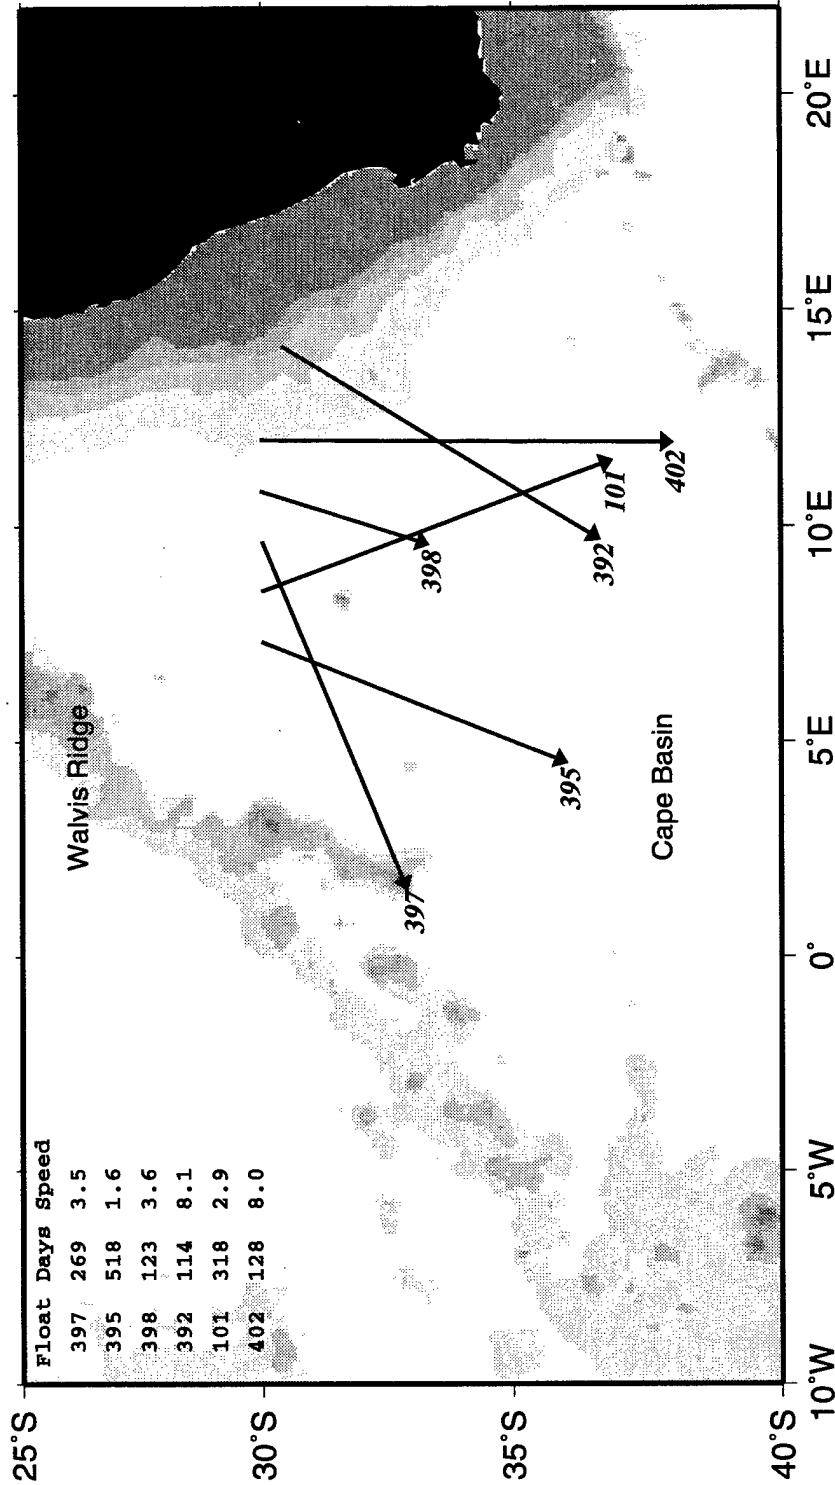 Float Days Speed
397 269 3.5
395 518 1.6
398 123 3.6
392 114 8.1
101 318 2.9
402 128 8.0
Walvis Ridge
Cape Basin
397
395
398
392
101
402
25°S
30°S
35°S
40°S
10°W
5°W
0°
5°E
10°E
15°E
20°E